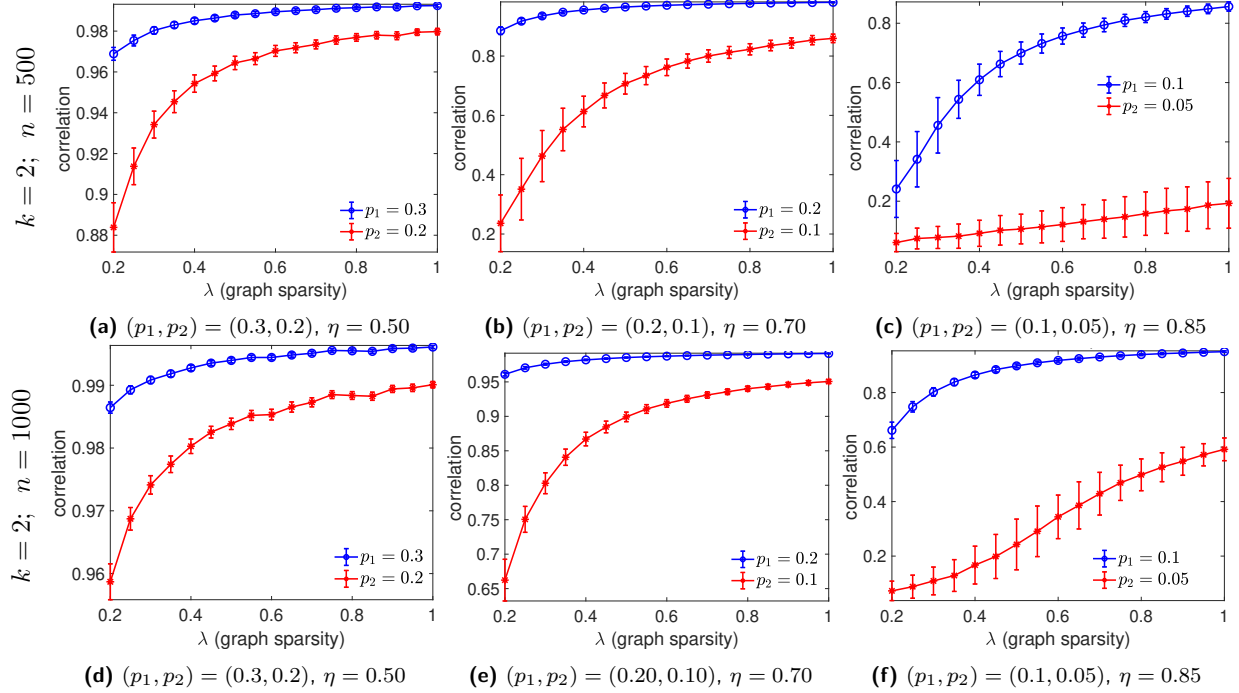 k = 2; n = 500
correlation
0.98
0.96
0.94
0.92
0.9
0.88
0.2 0.4 0.6 0.8 1
λ (graph sparsity)
p₁ = 0.3
p₂ = 0.2
(a) (p₁, p₂) = (0.3, 0.2), η = 0.50
correlation
0.8
0.6
0.4
0.2
0.2 0.4 0.6 0.8 1
λ (graph sparsity)
p₁ = 0.2
p₂ = 0.1
(b) (p₁, p₂) = (0.2, 0.1), η = 0.70
correlation
0.8
0.6
0.4
0.2
0.2 0.4 0.6 0.8 1
λ (graph sparsity)
p₁ = 0.1
p₂ = 0.05
(c) (p₁, p₂) = (0.1, 0.05), η = 0.85
k = 2; n = 1000
correlation
0.99
0.98
0.97
0.96
0.2 0.4 0.6 0.8 1
λ (graph sparsity)
p₁ = 0.3
p₂ = 0.2
(d) (p₁, p₂) = (0.3, 0.2), η = 0.50
correlation
0.95
0.9
0.85
0.8
0.75
0.7
0.65
0.2 0.4 0.6 0.8 1
λ (graph sparsity)
p₁ = 0.2
p₂ = 0.1
(e) (p₁, p₂) = (0.20, 0.10), η = 0.70
correlation
0.8
0.6
0.4
0.2
0.2 0.4 0.6 0.8 1
λ (graph sparsity)
p₁ = 0.1
p₂ = 0.05
(f) (p₁, p₂) = (0.1, 0.05), η = 0.85